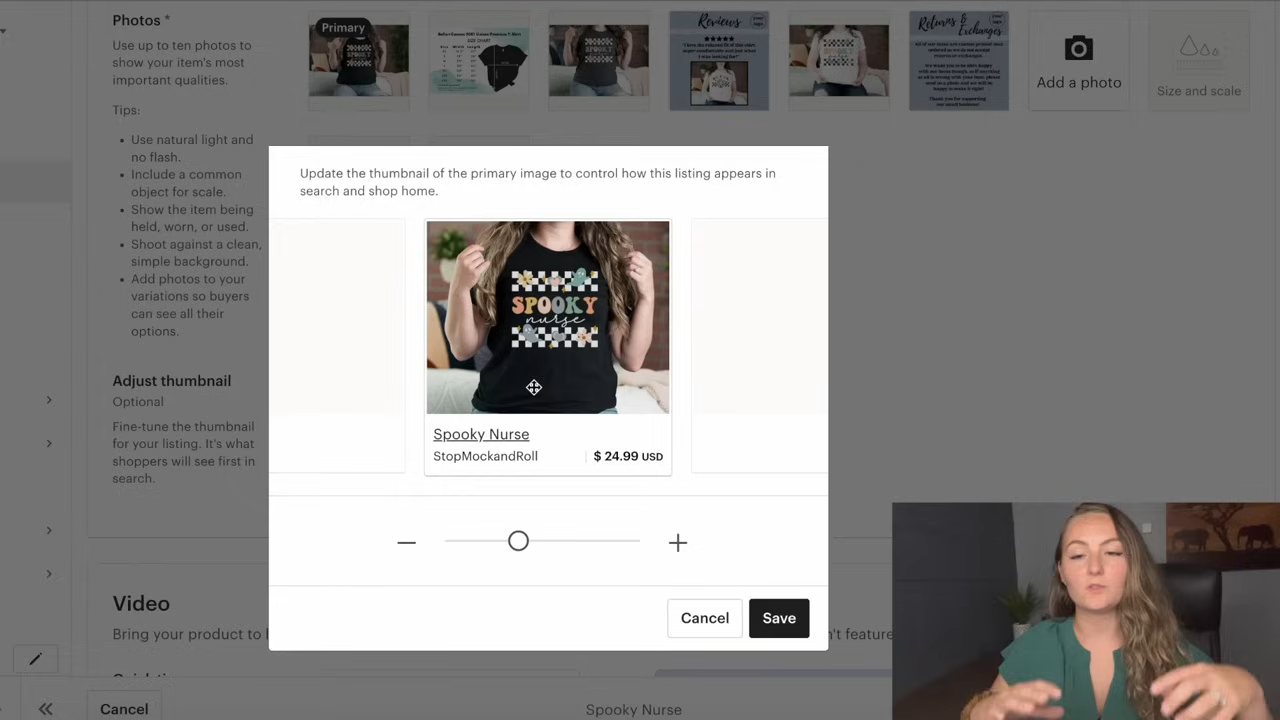 Photos *
Use up to ten photos to
show your item's most
important qualities.
Tips:
Use natural light and
no flash.
Include a common
object for scale.
Show the item being
held, worn, or used.
Shoot against a clean,
simple background.
Add photos to your
variations so buyers
can see all their
options.
Adjust thumbnail
Optional
Fine-tune the thumbnail
for your listing. It's what
shoppers will see first in
search.
Primary
SPOOKY
SIZE CHART
SPOOKY
Reviews
Returns &
Exchanges
Add a photo
Size and scale
Update the thumbnail of the primary image to control how this listing appears in
search and shop home.
SPOOKY
nurse
Spooky Nurse
StopMockandRoll
$ 24.99 USD
Cancel
Save
Video
Bring your product to
n't feature
Cancel
Spooky Nurse